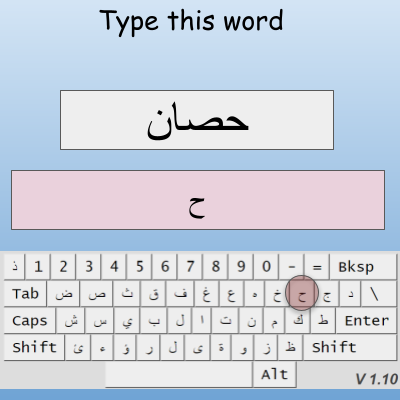 Type this word
حصان
ح
ذ 1 2 3 4 5 6 7 8 9 0 - = Bksp
Tab ض ص ث ق ف غ ع ه خ ح ج د \
Caps ش س ي ب ل ا ت ن م ك ط Enter
Shift ئ ء ؤ ر ل ى ة و ز ظ Shift
Alt
V 1.10